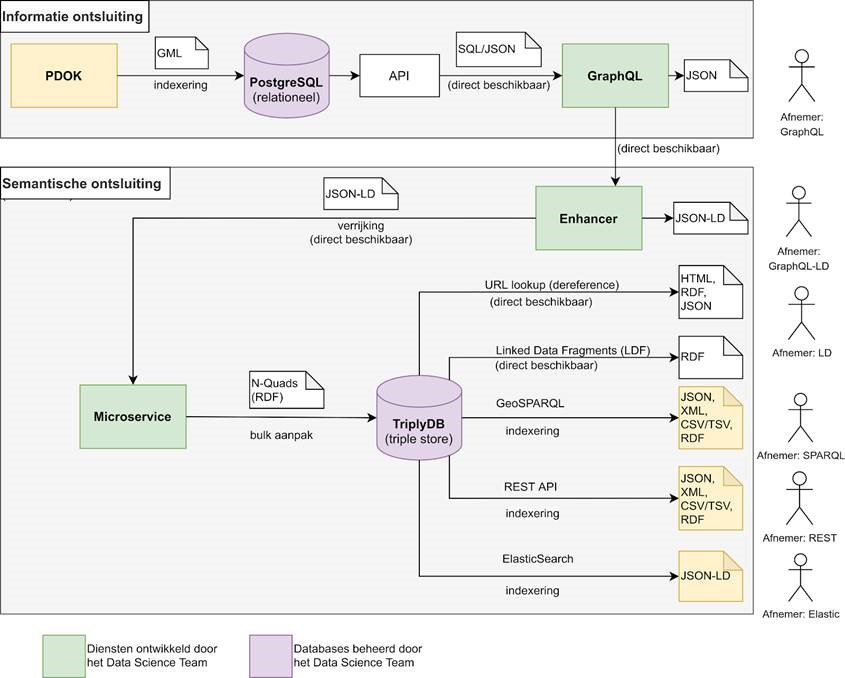 Informatie ontsluiting
PDOK
GML
indexering
PostgreSQL
(relationeel)
API
SQL/JSON
(direct beschikbaar)
GraphQL
JSON
Afnemer:
GraphQL
(direct beschikbaar)
Semantische ontsluiting
JSON-LD
verrijking
(direct beschikbaar)
Enhancer
JSON-LD
Afnemer:
GraphQL-LD
URL lookup (dereference)
(direct beschikbaar)
HTML,
RDF,
JSON
Afnemer: LD
Linked Data Fragments (LDF)
(direct beschikbaar)
RDF
Microservice
N-Quads
(RDF)
bulk aanpak
TriplyDB
(triple store)
GeoSPARQL
indexering
JSON,
XML,
CSV/TSV,
RDF
Afnemer: SPARQL
REST API
indexering
JSON,
XML,
CSV/TSV,
RDF
Afnemer: REST
ElasticSearch
indexering
JSON-LD
Afnemer: Elastic
Diensten ontwikkeld door
het Data Science Team
Databases beheerd door
het Data Science Team